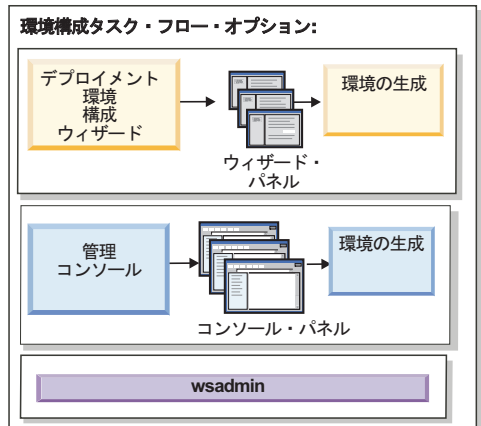 環境構成タスク・フロー・オプション:
デプロイメント
環境
構成
ウィザード
ウィザード・
パネル
環境の生成
管理
コンソール
コンソール・パネル
環境の生成
wsadmin